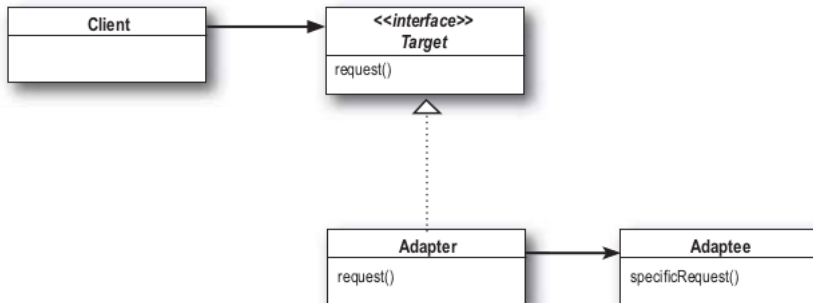 Client
<<interface>>
Target
request()
Adapter
request()
Adaptee
specificRequest()